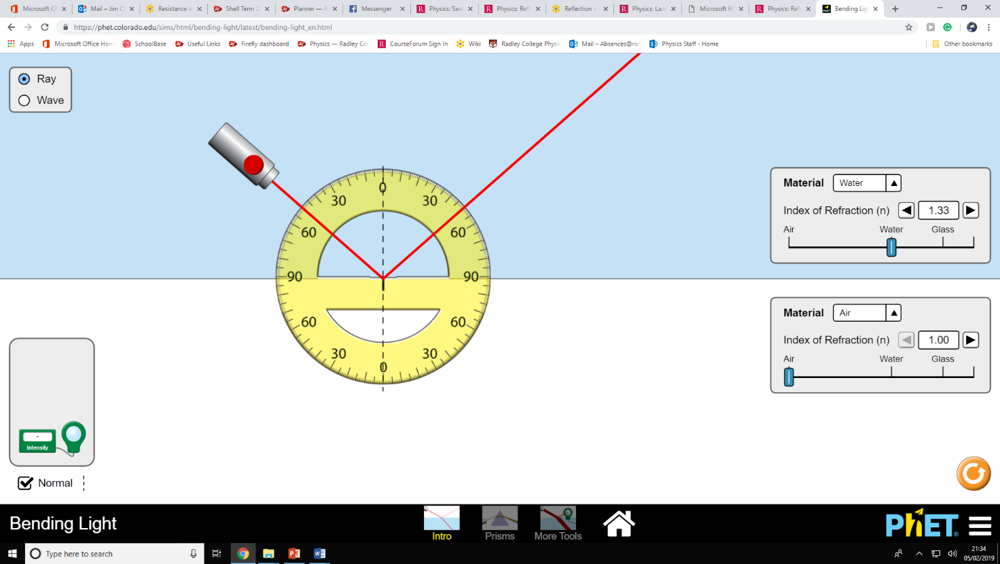 Microsoft O
Mail – Jim C
Resistance a
Shell Term 2
Planner — R
Messenger
Physics: Sea
Physics: Refl
Reflection -
Physics: Lam
Microsoft Po
Physics: Ref
Bending Lig
https://phet.colorado.edu/sims/html/bending-light/latest/bending-light_en.html
Apps
Microsoft Office Hom
SchoolBase
Useful Links
Firefly dashboard
Physics — Radley Co
CourseForum Sign In
Wiki
Radley College Physi
Mail – Absences@rad
Physics Staff - Home
Other bookmarks
Ray
Wave
0
30 30
60 60
90 90
60 60
30 30
0
Material Water
Index of Refraction (n) 1.33
Air Water Glass
Material Air
Index of Refraction (n) 1.00
Air Water Glass
-
Intensity
Normal
Bending Light
Intro
Prisms
More Tools
PhET
Type here to search
21:34
05/02/2019